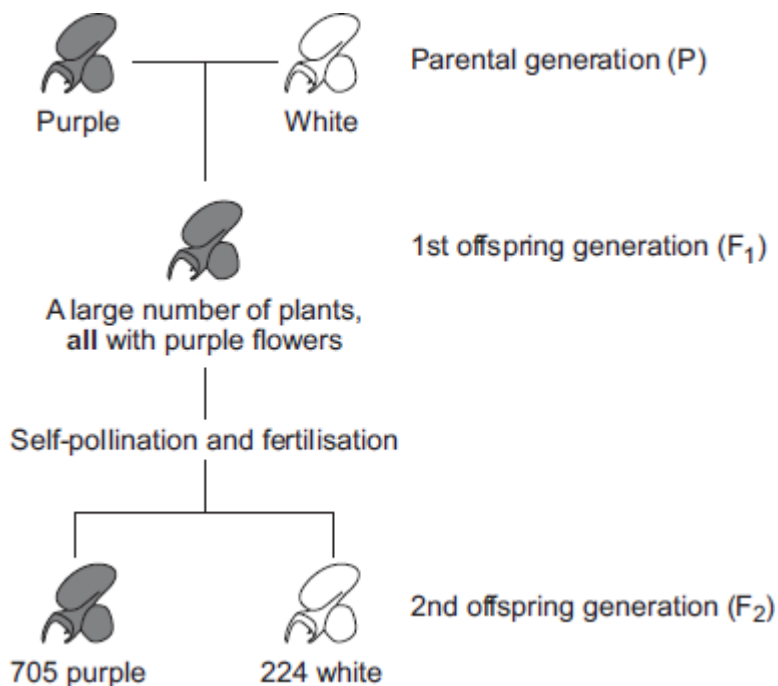 Purple
White
Parental generation (P)
1st offspring generation (F₁)
A large number of plants,
all with purple flowers
Self-pollination and fertilisation
2nd offspring generation (F₂)
705 purple
224 white